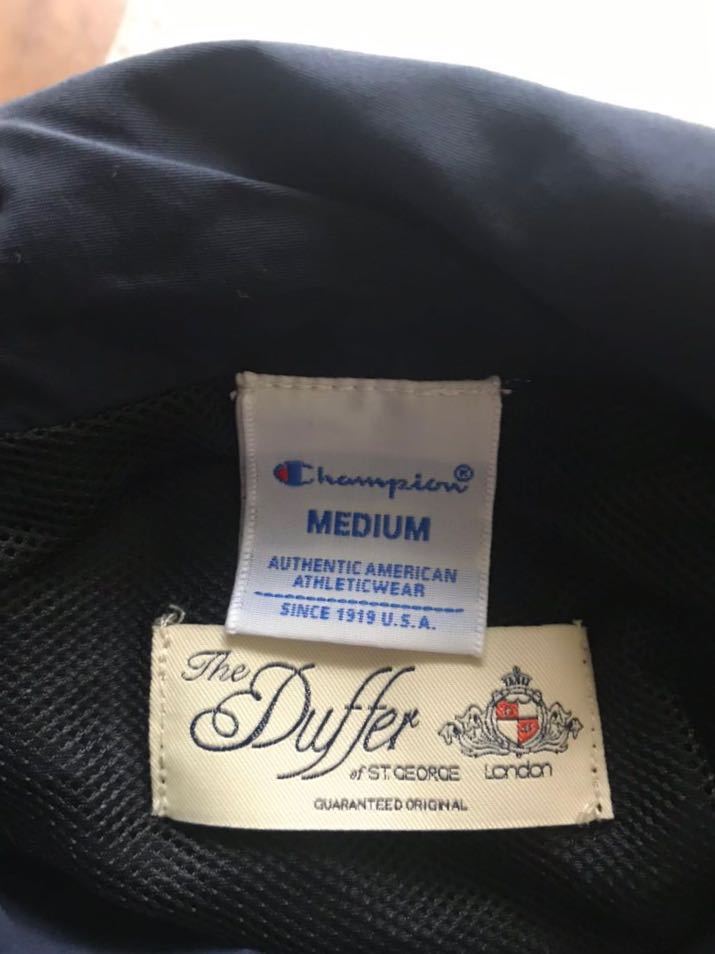 Champion®
MEDIUM
AUTHENTIC AMERICAN
ATHLETICWEAR
SINCE 1919 U.S.A.
The
Duffer
of ST. GEORGE London
GUARANTEED ORIGINAL